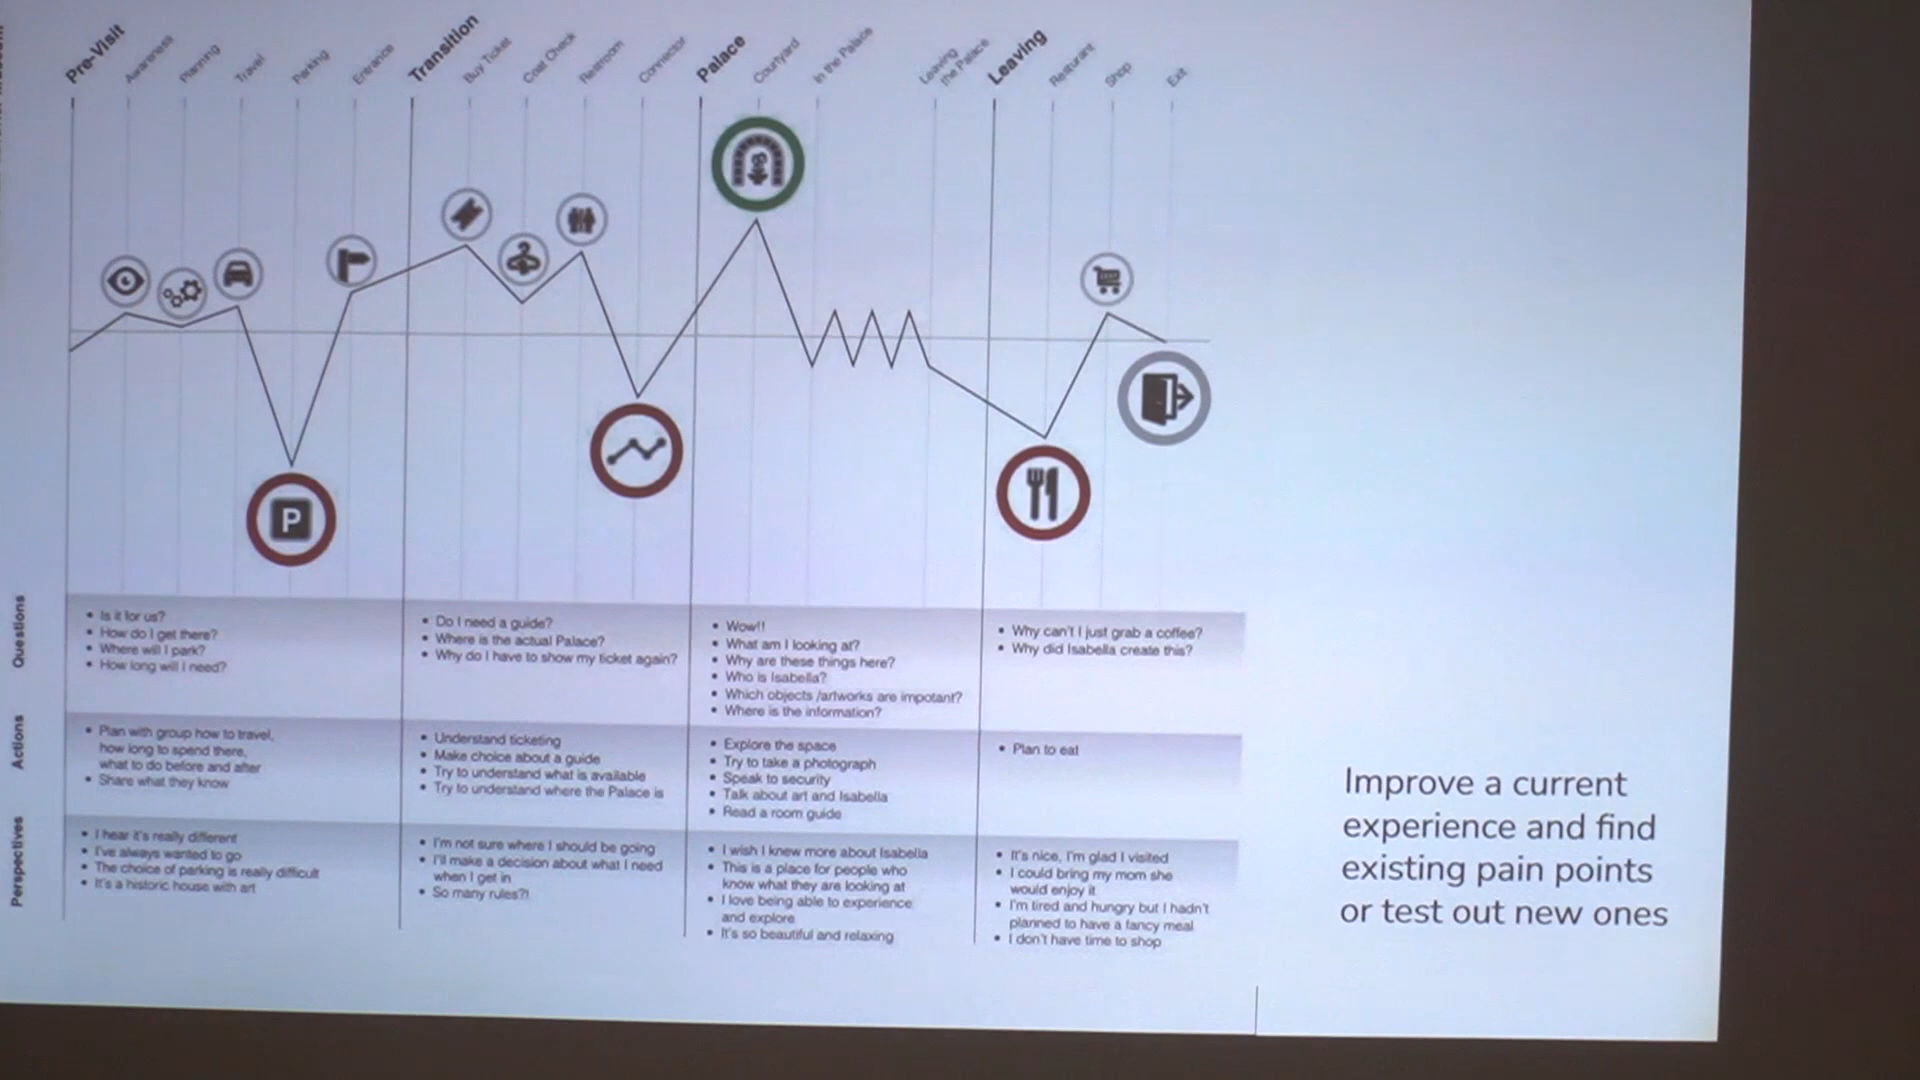 Pre-Visit
Awareness
Planning
Travel
Parking
Entrance
Transition
Buy Ticket
Coat Check
Restroom
Connector
Palace
Courtyard
In the Palace
Leaving
the Palace
Leaving
Resturant
Shop
Exit
P
Questions
• Is it for us?
• How do I get there?
• Where will I park?
• How long will I need?
• Do I need a guide?
• Where is the actual Palace?
• Why do I have to show my ticket again?
• Wow!!
• What am I looking at?
• Why are these things here?
• Who is Isabella?
• Which objects /artworks are impotant?
• Where is the information?
• Why can't I just grab a coffee?
• Why did Isabella create this?
Actions
• Plan with group how to travel,
how long to spend there,
what to do before and after
• Share what they know
• Understand ticketing
• Make choice about a guide
• Try to understand what is available
• Try to understand where the Palace is
• Explore the space
• Try to take a photograph
• Speak to security
• Talk about art and Isabella
• Read a room guide
• Plan to eat
Perspectives
• I hear it's really different
• I've always wanted to go
• The choice of parking is really difficult
• It's a historic house with art
• I'm not sure where I should be going
• I'll make a decision about what I need
when I get in
• So many rules?!
• I wish I knew more about Isabella
• This is a place for people who
know what they are looking at
• I love being able to experience
and explore
• It's so beautiful and relaxing
• It's nice, I'm glad I visited
• I could bring my mom she
would enjoy it
• I'm tired and hungry but I hadn't
planned to have a fancy meal
• I don't have time to shop
Improve a current
experience and find
existing pain points
or test out new ones